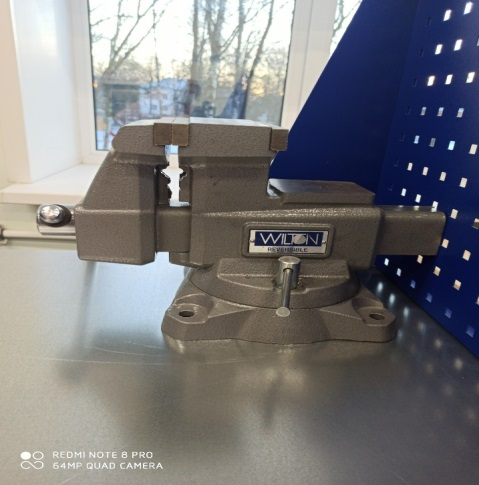 WILTON
REVERSIBLE
REDMI NOTE 8 PRO
64MP QUAD CAMERA